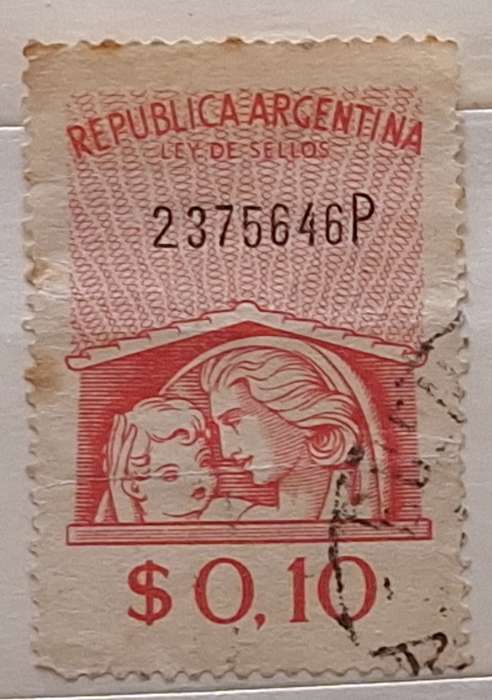 REPUBLICA ARGENTINA
LEY DE SELLOS
2375646P
$ 0,10